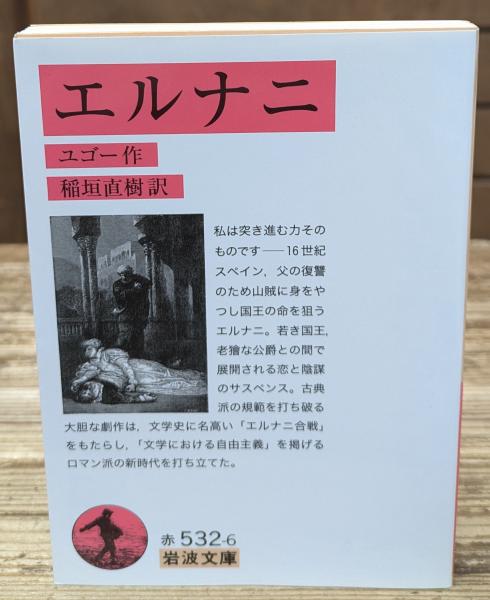 エルナニ
ユゴー作
稲垣直樹訳
私は突き進む力その
ものです──16世紀
スペイン，父の復讐
のため山賊に身をや
つし国王の命を狙う
エルナニ。若き国王，
老獪な公爵との間で
展開される恋と陰謀
のサスペンス。古典
派の規範を打ち破る
大胆な劇作は，文学史に名高い「エルナニ合戦」
をもたらし，「文学における自由主義」を掲げる
ロマン派の新時代を打ち立てた。
赤 532-6
岩波文庫